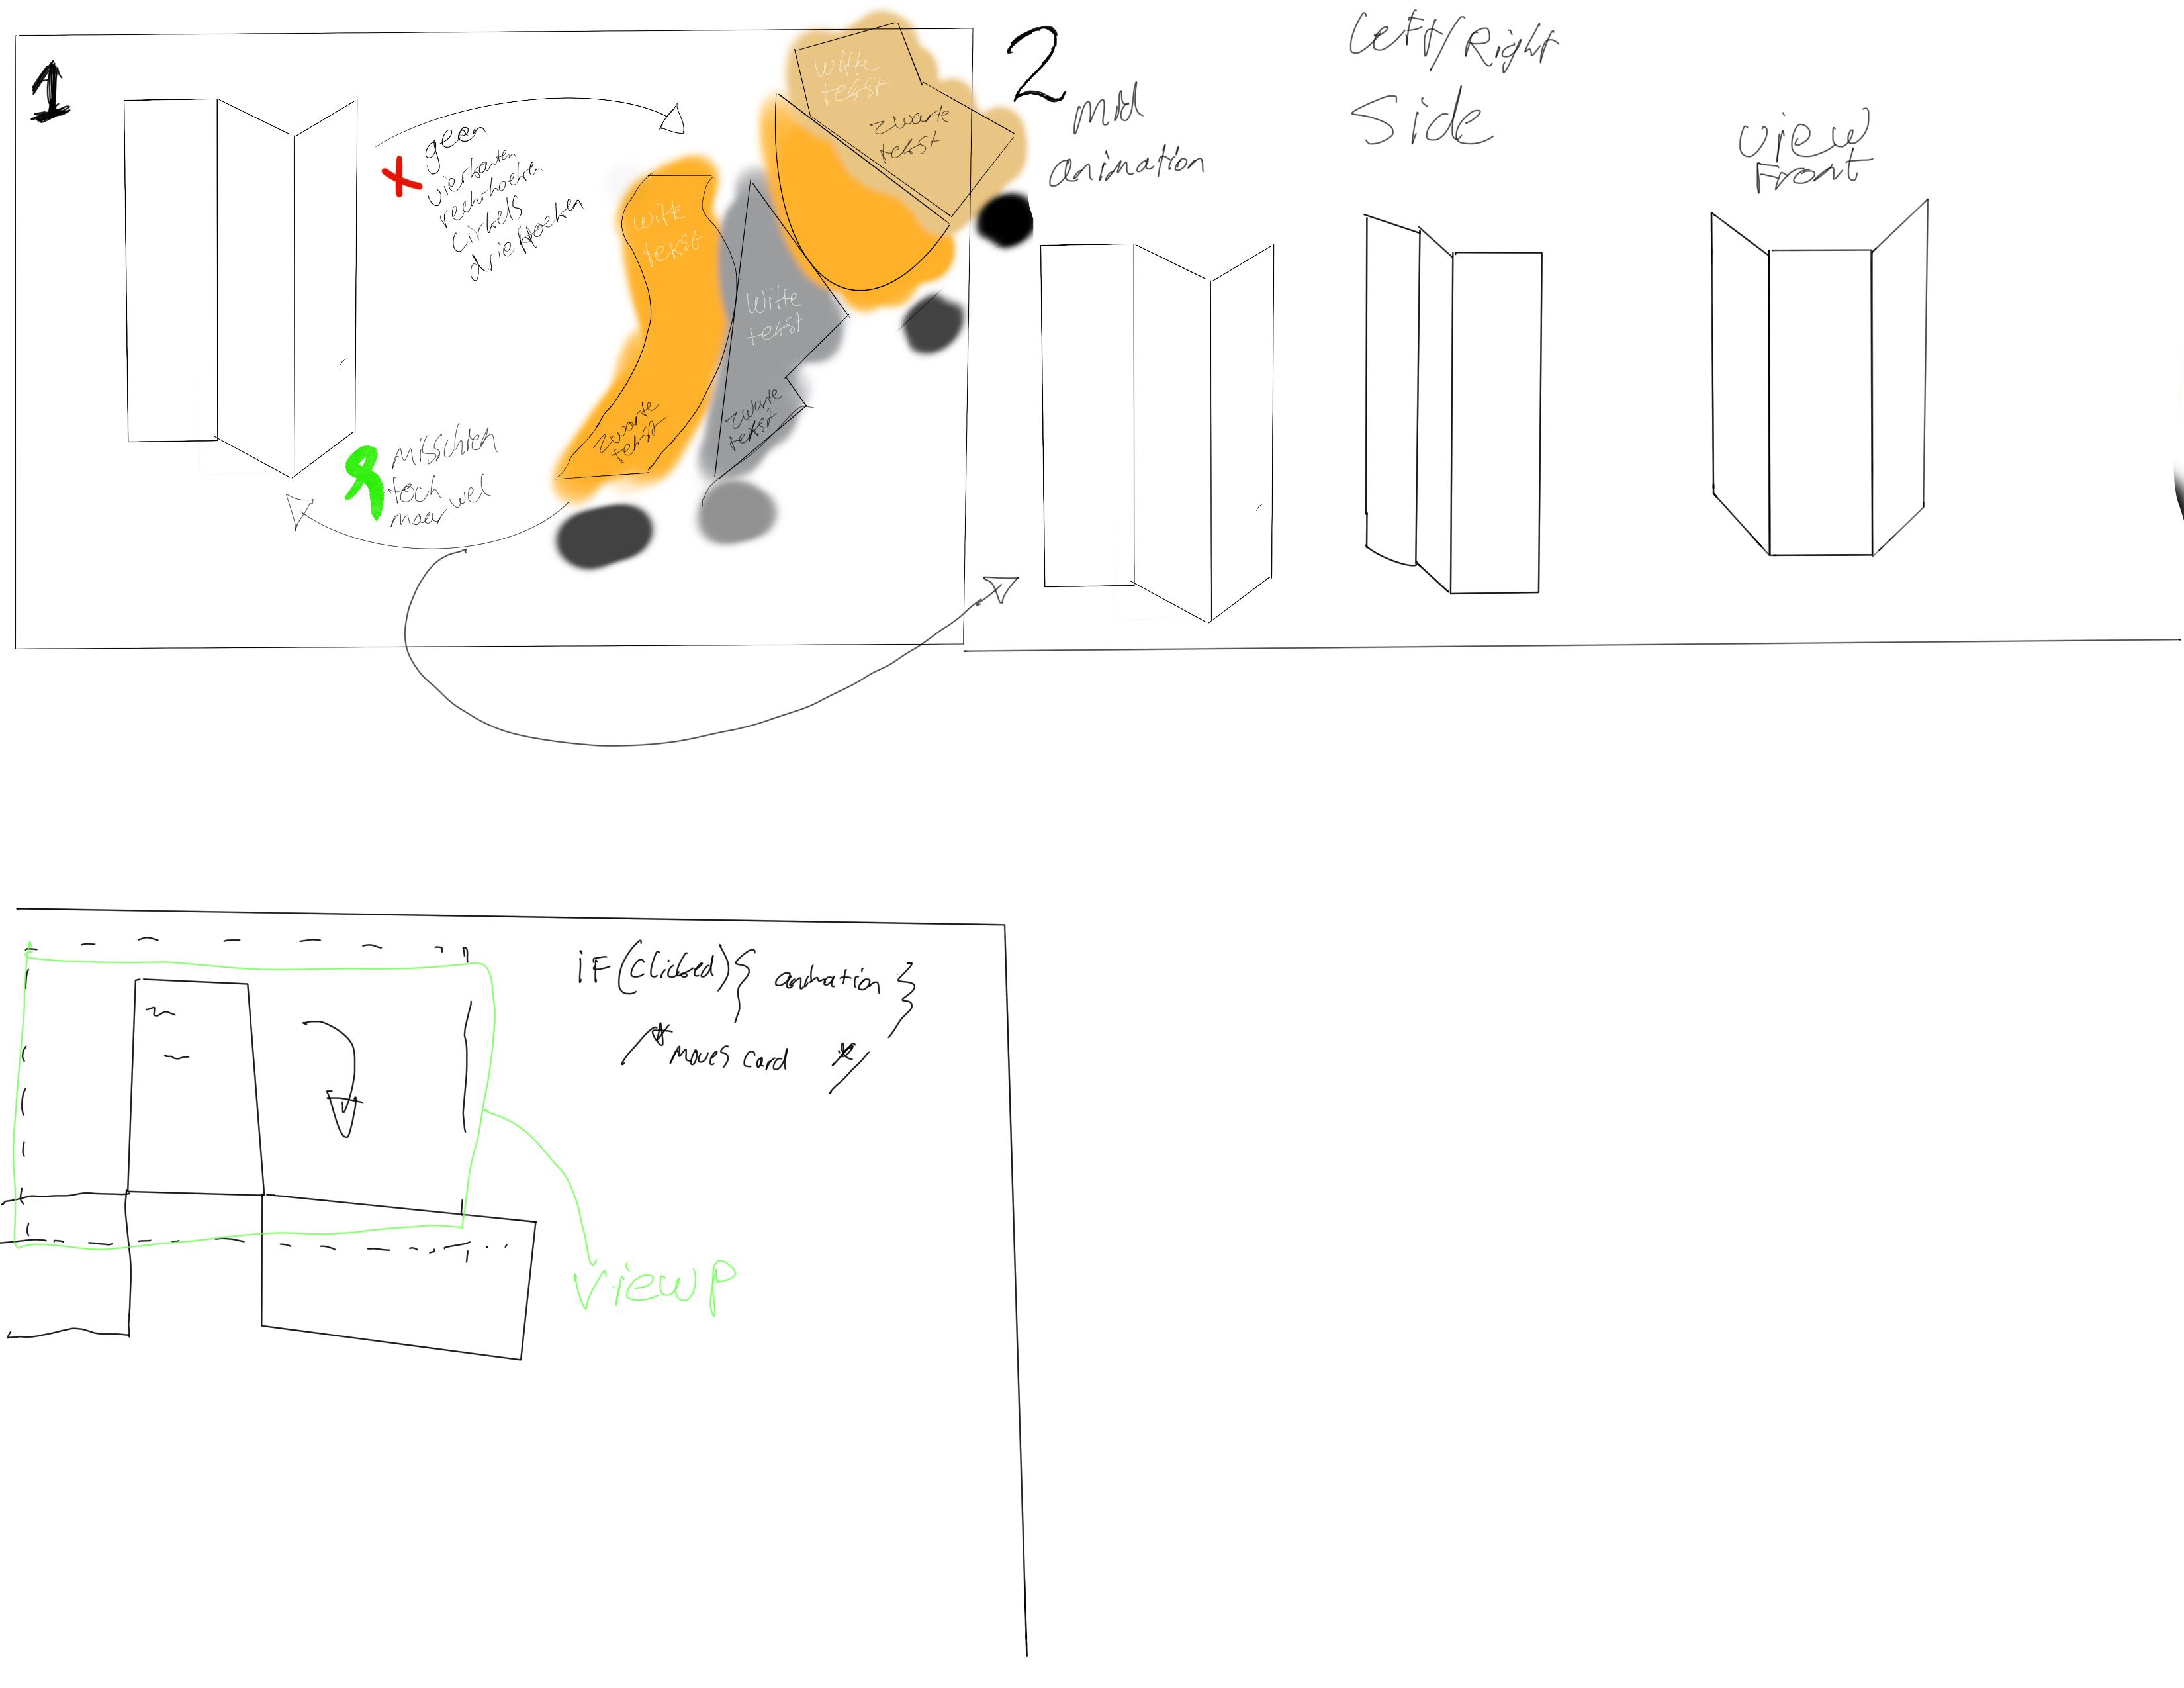 1
geen
vierkanten
rechthoeken
cirkels
driehoeken
misschien
toch
maar wel
witte
tekst
zwarte
tekst
witte
tekst
zwarte
tekst
witte
tekst
zwarte
tekst
2
mid
animation
Left/Right
Side
view
Front
if (clicked) { animation }
/* moves card */
viewp